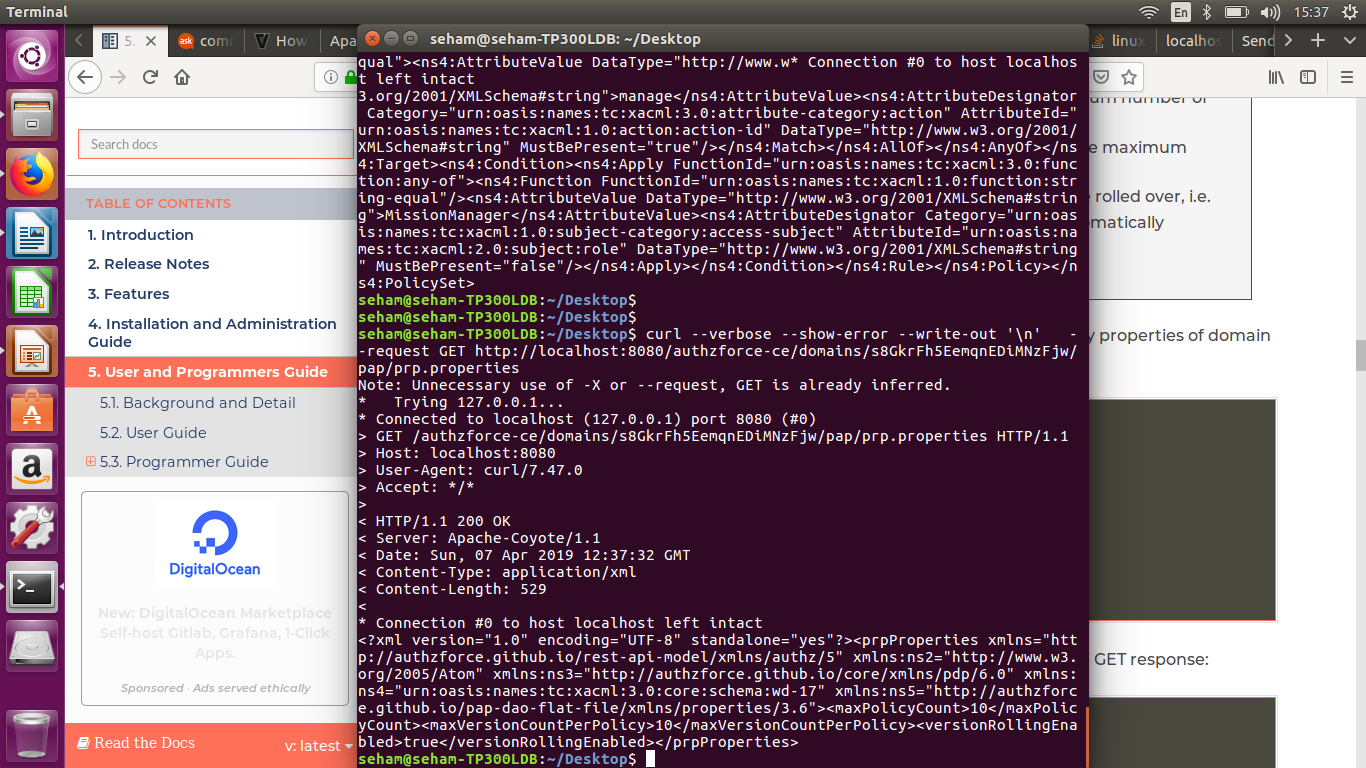 Terminal
En
15:37
5.
com
How
Apa
seham@seham-TP300LDB: ~/Desktop
linux
localhos
Send
Search docs
TABLE OF CONTENTS
1. Introduction
2. Release Notes
3. Features
4. Installation and Administration
Guide
5. User and Programmers Guide
5.1. Background and Detail
5.2. User Guide
5.3. Programmer Guide
DigitalOcean
New: DigitalOcean Marketplace
Self-host Gitlab, Grafana, 1-Click
Apps.
Sponsored · Ads served ethically
Read the Docs
v: latest
qual"><ns4:AttributeValue DataType="http://www.w* Connection #0 to host localhos
t left intact
3.org/2001/XMLSchema#string">manage</ns4:AttributeValue><ns4:AttributeDesignator
 Category="urn:oasis:names:tc:xacml:3.0:attribute-category:action" AttributeId="
urn:oasis:names:tc:xacml:1.0:action:action-id" DataType="http://www.w3.org/2001/
XMLSchema#string" MustBePresent="true"/></ns4:Match></ns4:AllOf></ns4:AnyOf></ns
4:Target><ns4:Condition><ns4:Apply FunctionId="urn:oasis:names:tc:xacml:3.0:func
tion:any-of"><ns4:Function FunctionId="urn:oasis:names:tc:xacml:1.0:function:str
ing-equal"/><ns4:AttributeValue DataType="http://www.w3.org/2001/XMLSchema#strin
g">MissionManager</ns4:AttributeValue><ns4:AttributeDesignator Category="urn:oas
is:names:tc:xacml:1.0:subject-category:access-subject" AttributeId="urn:oasis:na
mes:tc:xacml:2.0:subject:role" DataType="http://www.w3.org/2001/XMLSchema#string
" MustBePresent="false"/></ns4:Apply></ns4:Condition></ns4:Rule></ns4:Policy></n
s4:PolicySet>
seham@seham-TP300LDB:~/Desktop$
seham@seham-TP300LDB:~/Desktop$
seham@seham-TP300LDB:~/Desktop$ curl --verbose --show-error --write-out '\n'   -
-request GET http://localhost:8080/authzforce-ce/domains/s8GkrFh5EemqnEDiMNzFjw/
pap/prp.properties
Note: Unnecessary use of -X or --request, GET is already inferred.
*   Trying 127.0.0.1...
* Connected to localhost (127.0.0.1) port 8080 (#0)
> GET /authzforce-ce/domains/s8GkrFh5EemqnEDiMNzFjw/pap/prp.properties HTTP/1.1
> Host: localhost:8080
> User-Agent: curl/7.47.0
> Accept: */*
>
< HTTP/1.1 200 OK
< Server: Apache-Coyote/1.1
< Date: Sun, 07 Apr 2019 12:37:32 GMT
< Content-Type: application/xml
< Content-Length: 529
<
* Connection #0 to host localhost left intact
<?xml version="1.0" encoding="UTF-8" standalone="yes"?><prpProperties xmlns="htt
p://authzforce.github.io/rest-api-model/xmlns/authz/5" xmlns:ns2="http://www.w3.
org/2005/Atom" xmlns:ns3="http://authzforce.github.io/core/xmlns/pdp/6.0" xmlns:
ns4="urn:oasis:names:tc:xacml:3.0:core:schema:wd-17" xmlns:ns5="http://authzforc
e.github.io/pap-dao-flat-file/xmlns/properties/3.6"><maxPolicyCount>10</maxPolic
yCount><maxVersionCountPerPolicy>10</maxVersionCountPerPolicy><versionRollingEna
bled>true</versionRollingEnabled></prpProperties>
seham@seham-TP300LDB:~/Desktop$
um number of
e maximum
e rolled over, i.e.
omatically
y properties of domain
GET response: